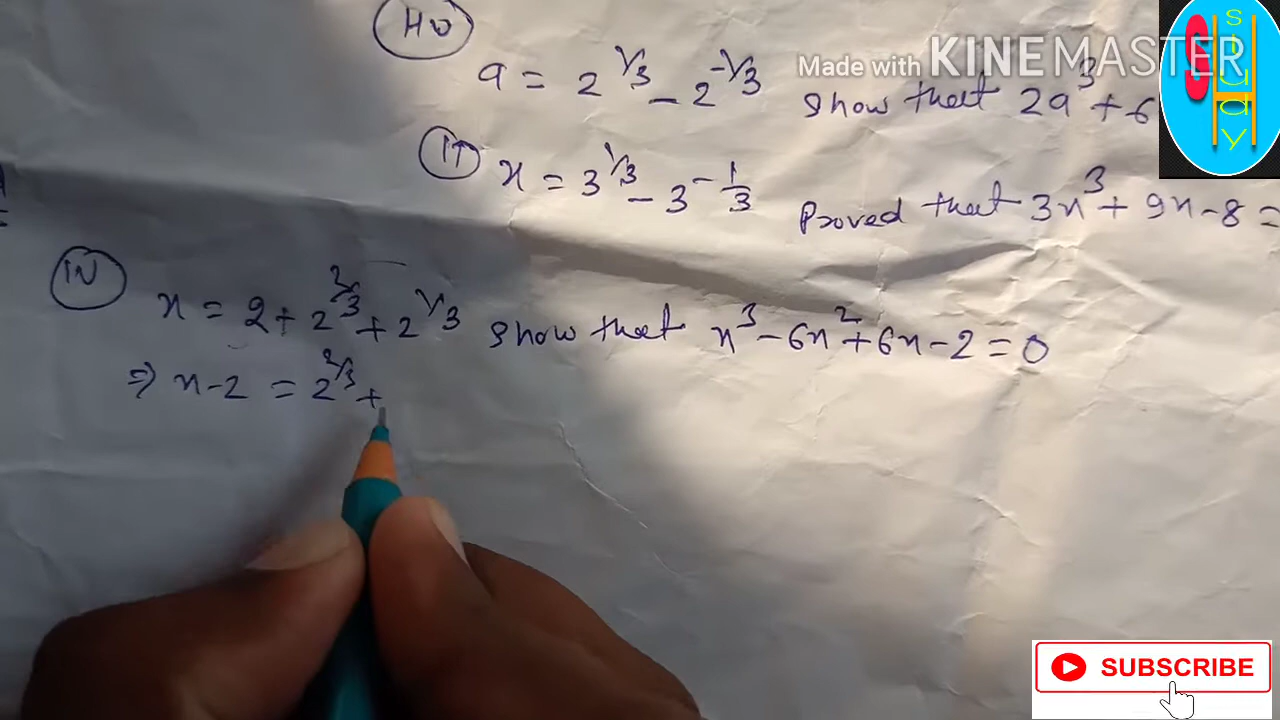 HW
a = 2^1/3 - 2^-1/3 show that 2a^3 + 6
Made with KINEMASTER
Study
II x = 3^1/3 - 3^-1/3 proved that 3x^3 + 9x - 8 =
IV x = 2 + 2^2/3 + 2^1/3 show that x^3 - 6x^2 + 6x - 2 = 0
⇒ x - 2 = 2^2/3 +
SUBSCRIBE